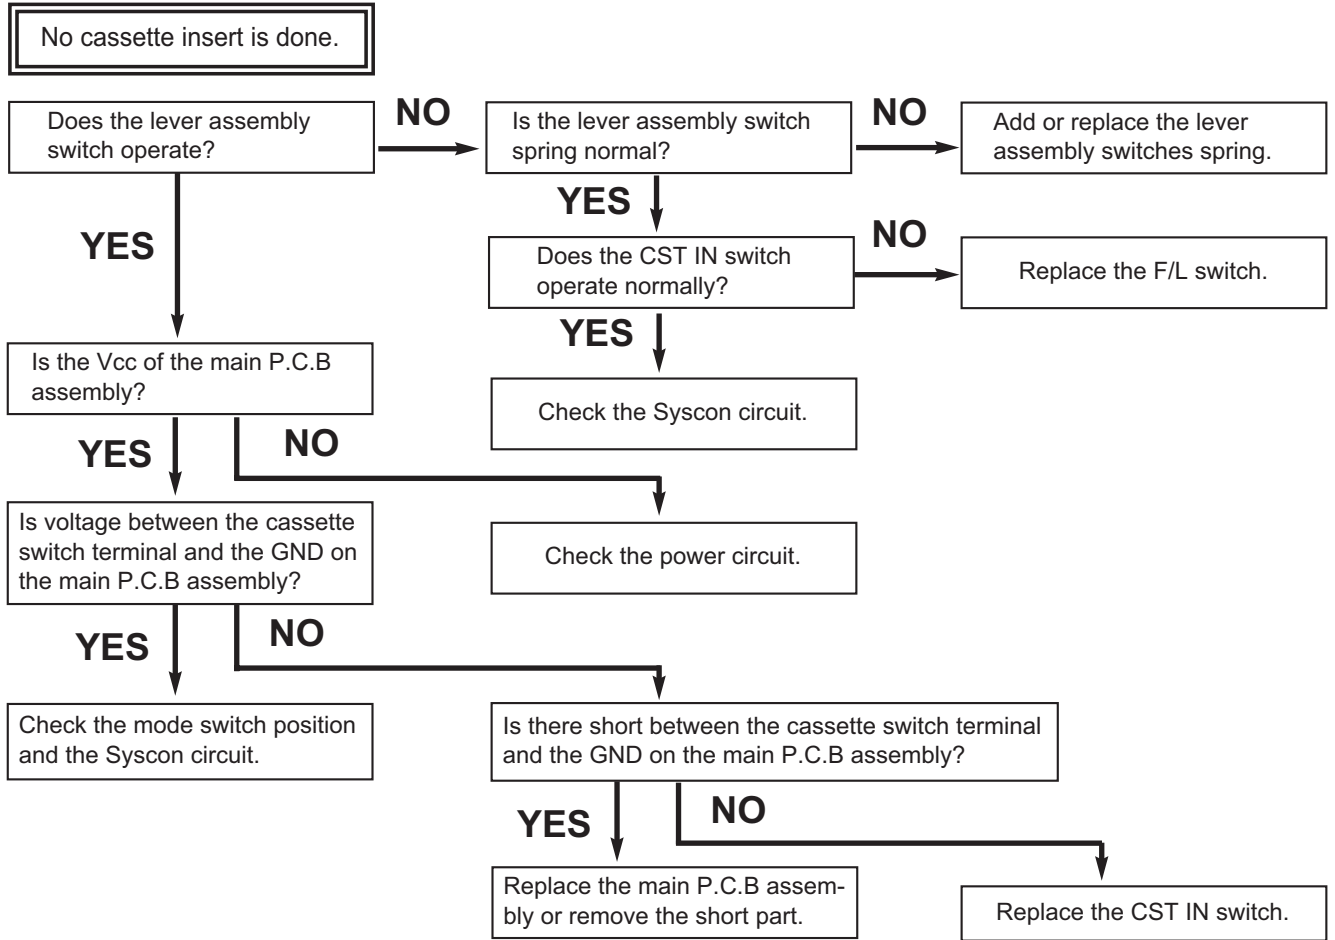 No cassette insert is done.
Does the lever assembly
switch operate?
NO
Is the lever assembly switch
spring normal?
NO
Add or replace the lever
assembly switches spring.
YES
YES
Does the CST IN switch
operate normally?
NO
Replace the F/L switch.
YES
Is the Vcc of the main P.C.B
assembly?
Check the Syscon circuit.
YES
NO
Is voltage between the cassette
switch terminal and the GND on
the main P.C.B assembly?
Check the power circuit.
YES
NO
Check the mode switch position
and the Syscon circuit.
Is there short between the cassette switch terminal
and the GND on the main P.C.B assembly?
YES
NO
Replace the main P.C.B assem-
bly or remove the short part.
Replace the CST IN switch.